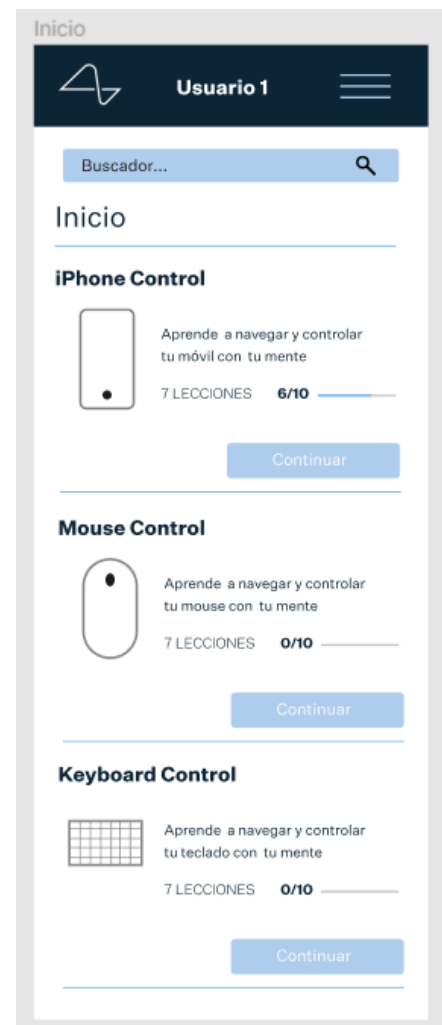 Inicio
Usuario 1
Buscador...
Inicio
iPhone Control
Aprende a navegar y controlar
tu móvil con tu mente
7 LECCIONES 6/10
Continuar
Mouse Control
Aprende a navegar y controlar
tu mouse con tu mente
7 LECCIONES 0/10
Continuar
Keyboard Control
Aprende a navegar y controlar
tu teclado con tu mente
7 LECCIONES 0/10
Continuar